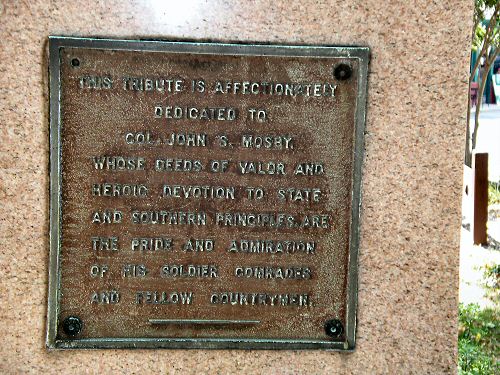 THIS TRIBUTE IS AFFECTIONATELY
DEDICATED TO
COL. JOHN S. MOSBY,
WHOSE DEEDS OF VALOR AND
HEROIC DEVOTION TO STATE
AND SOUTHERN PRINCIPLES ARE
THE PRIDE AND ADMIRATION
OF HIS SOLDIER COMRADES
AND FELLOW COUNTRYMEN.